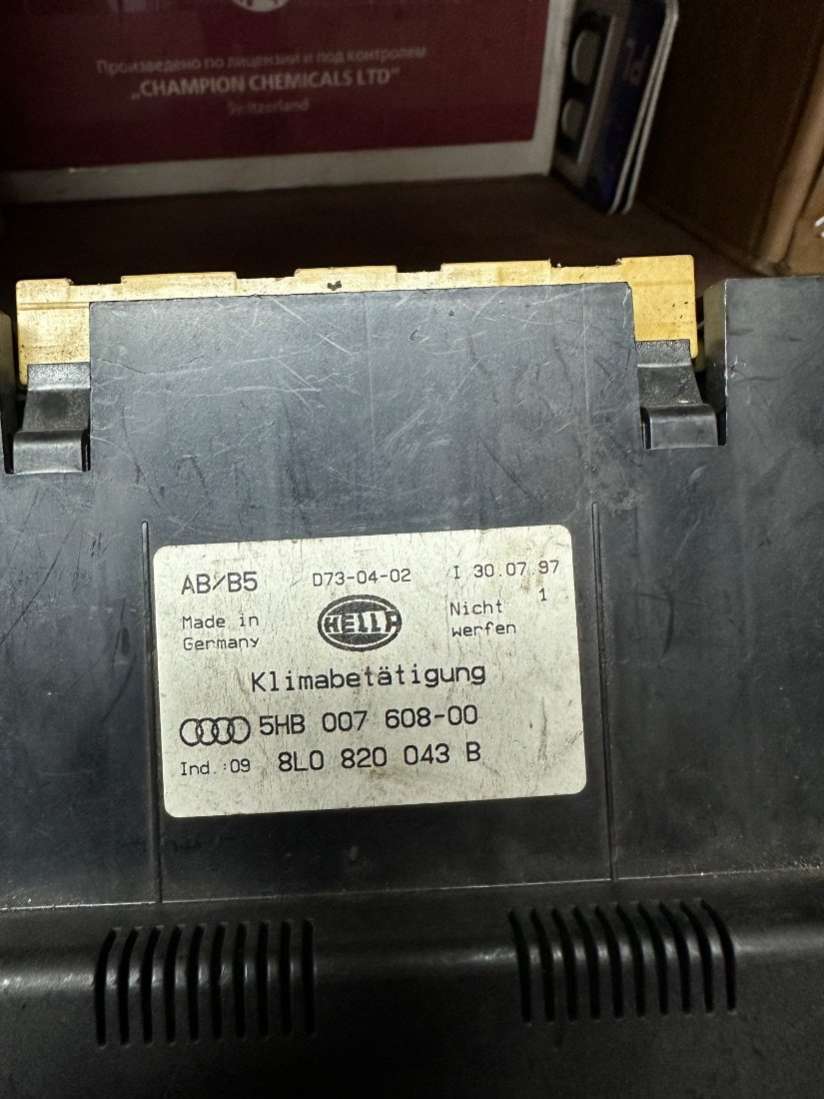 Произведено по лицензии и под контролем
„CHAMPION CHEMICALS LTD"
Switzerland
AB/B5 D73-04-02 I 30.07.97
Made in Germany
HELLA
Nicht 1
werfen
Klimabetätigung
5HB 007 608-00
Ind.:09 8L0 820 043 B